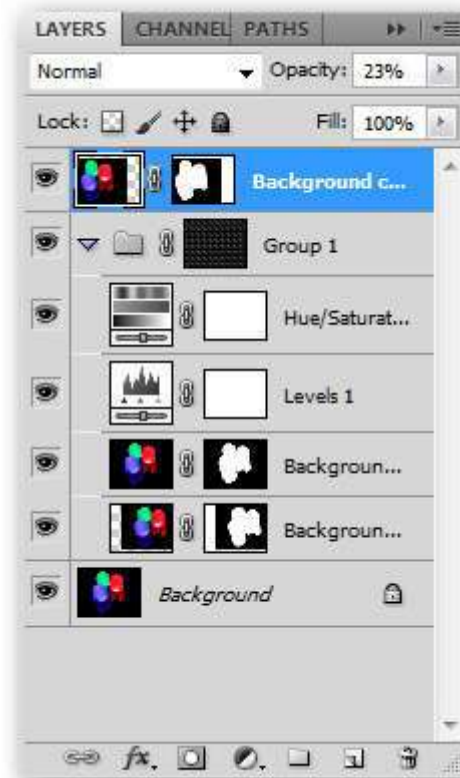 LAYERS CHANNEL PATHS
Normal Opacity: 23%
Lock: Fill: 100%
Background c...
Group 1
Hue/Saturat...
Levels 1
Backgroun...
Backgroun...
Background
fx.